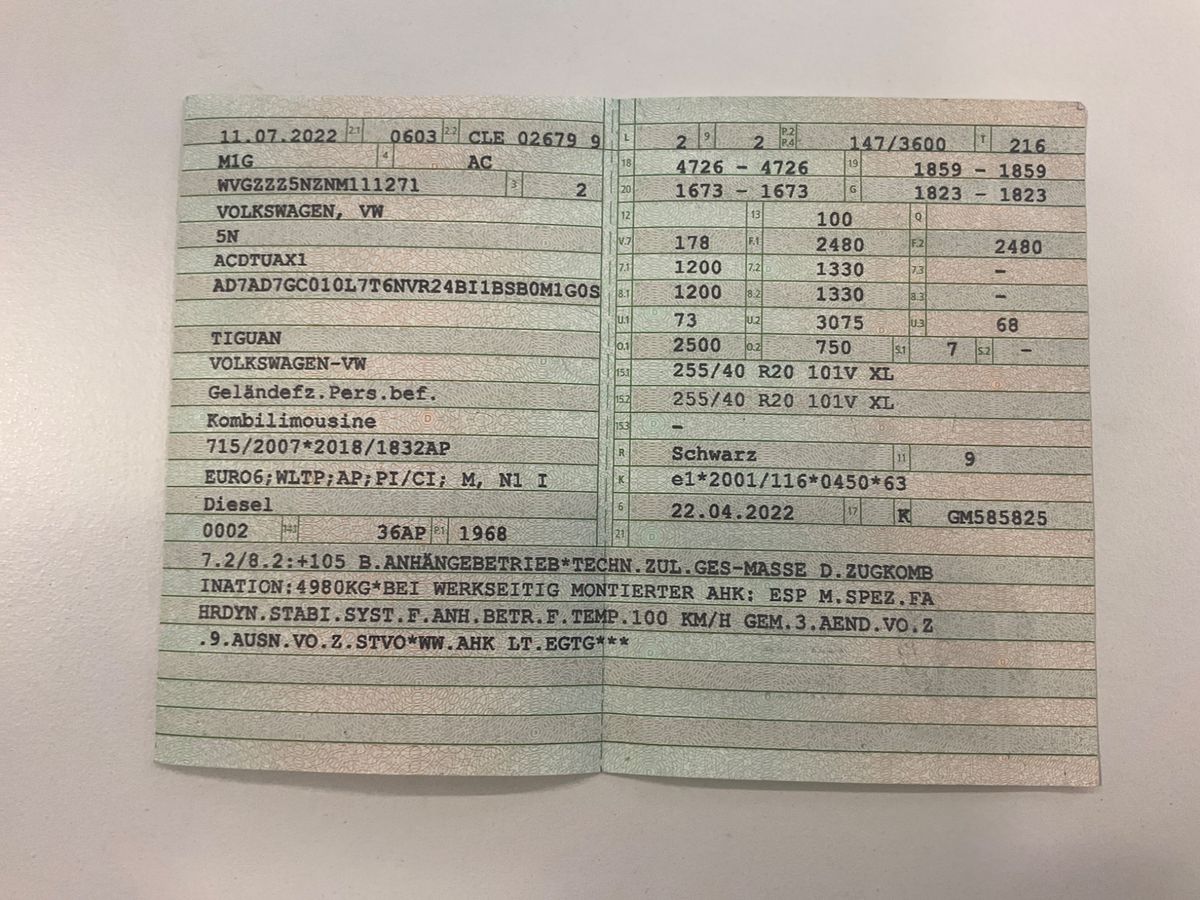 11.07.2022 2.1 0603 2.2 CLE 02679 9
M1G 4 AC
WVGZZZ5NZNM111271 3 2
VOLKSWAGEN, VW
5N
ACDTUAX1
AD7AD7GC010L7T6NVR24BI1BSB0M1G0S
TIGUAN
VOLKSWAGEN-VW
Geländefz.Pers.bef.
Kombilimousine
715/2007*2018/1832AP
EURO6;WLTP;AP;PI/CI; M, N1 I
Diesel
0002 14.1 36AP P.1 1968
L 2 9 2 P.2 P.4 147/3600 T 216
18 4726 - 4726 19 1859 - 1859
20 1673 - 1673 G 1823 - 1823
12 13 100 Q
V.7 178 F.1 2480 F.2 2480
7.1 1200 7.2 1330 7.3 -
8.1 1200 8.2 1330 8.3 -
U.1 73 U.2 3075 U.3 68
O.1 2500 O.2 750 S.1 7 S.2 -
15.1 255/40 R20 101V XL
15.2 255/40 R20 101V XL
15.3 -
R Schwarz 11 9
K e1*2001/116*0450*63
6 22.04.2022 17 K GM585825
21
7.2/8.2:+105 B.ANHÄNGEBETRIEB*TECHN.ZUL.GES-MASSE D.ZUGKOMB
INATION:4980KG*BEI WERKSEITIG MONTIERTER AHK: ESP M.SPEZ.FA
HRDYN.STABI.SYST.F.ANH.BETR.F.TEMP.100 KM/H GEM.3.AEND.VO.Z
.9.AUSN.VO.Z.STVO*WW.AHK LT.EGTG***